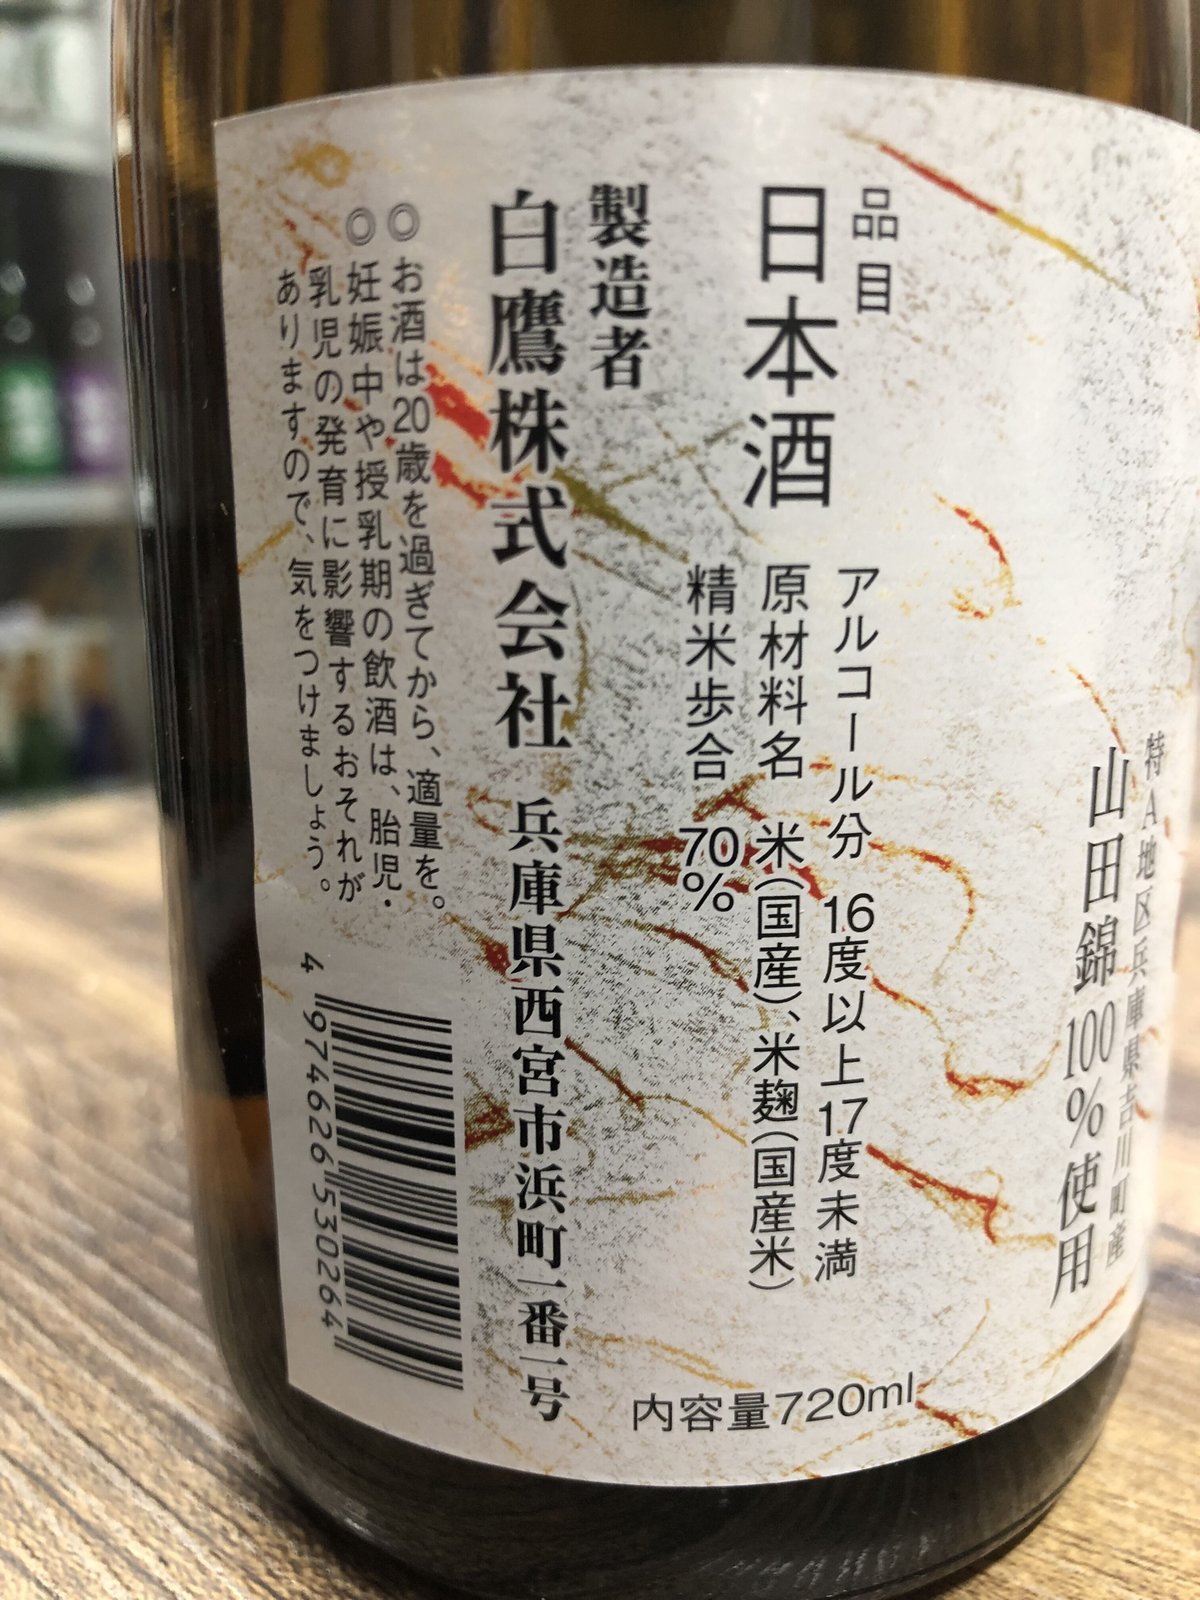 特A地区兵庫県吉川町産
山田錦100%使用
品目
日本酒
アルコール分 16度以上17度未満
原材料名 米(国産)、米麹(国産米)
精米歩合 70%
内容量720ml
製造者
白鷹株式会社 兵庫県西宮市浜町一番一号
◎お酒は20歳を過ぎてから、適量を。
◎妊娠中や授乳期の飲酒は、胎児・
乳児の発育に影響するおそれが
ありますので、気をつけましょう。
4 974626 530264